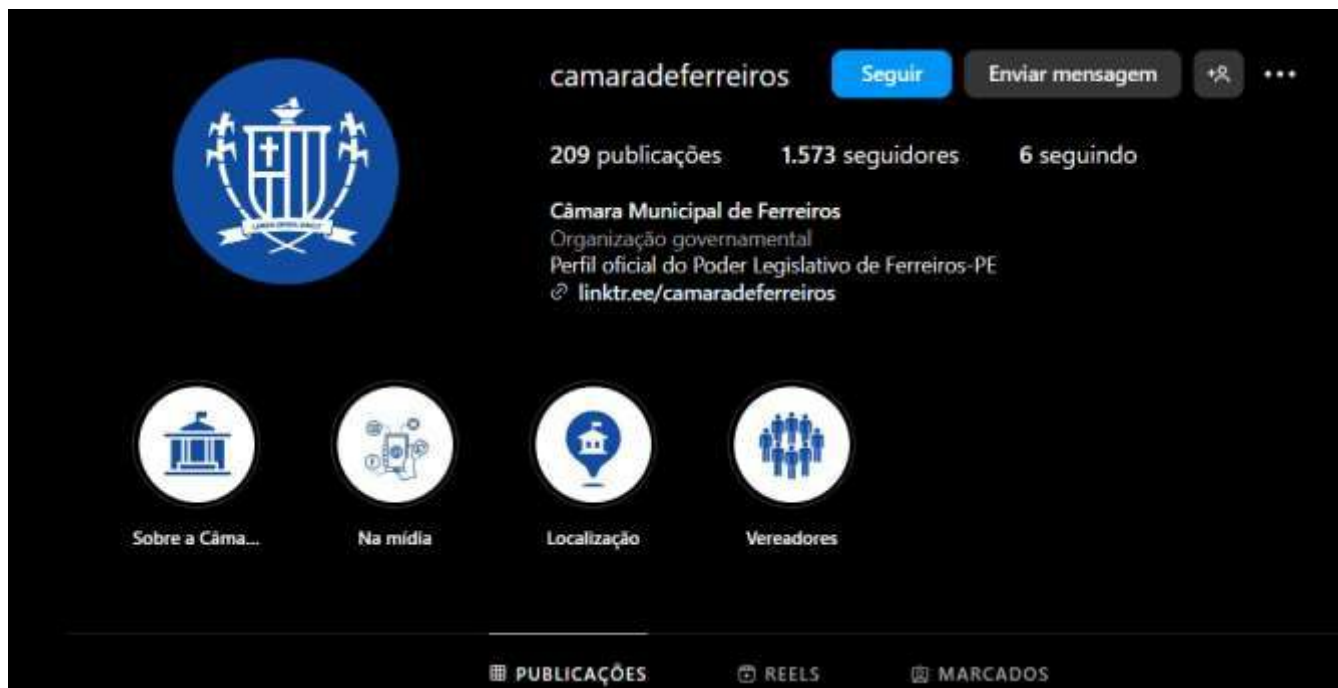 camaradeferreiros Seguir Enviar mensagem
209 publicações 1.573 seguidores 6 seguindo
Câmara Municipal de Ferreiros
Organização governamental
Perfil oficial do Poder Legislativo de Ferreiros-PE
linktr.ee/camaradeferreiros
Sobre a Câma... Na mídia Localização Vereadores
PUBLICAÇÕES REELS MARCADOS